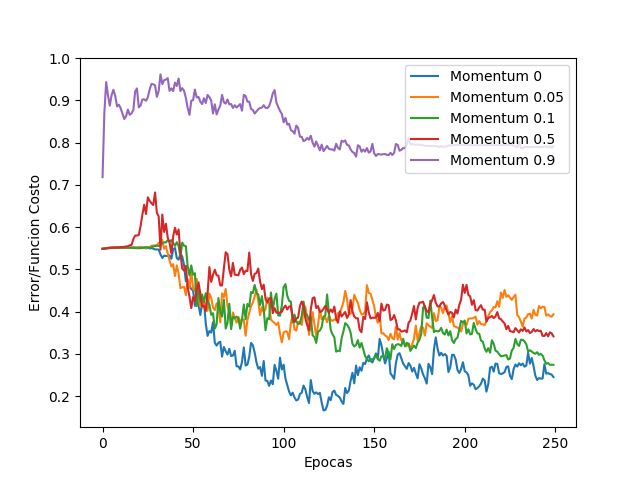 1.0
0.9
0.8
0.7
0.6
0.5
0.4
0.3
0.2
Error/Funcion Costo
Momentum 0
Momentum 0.05
Momentum 0.1
Momentum 0.5
Momentum 0.9
0 50 100 150 200 250
Epocas